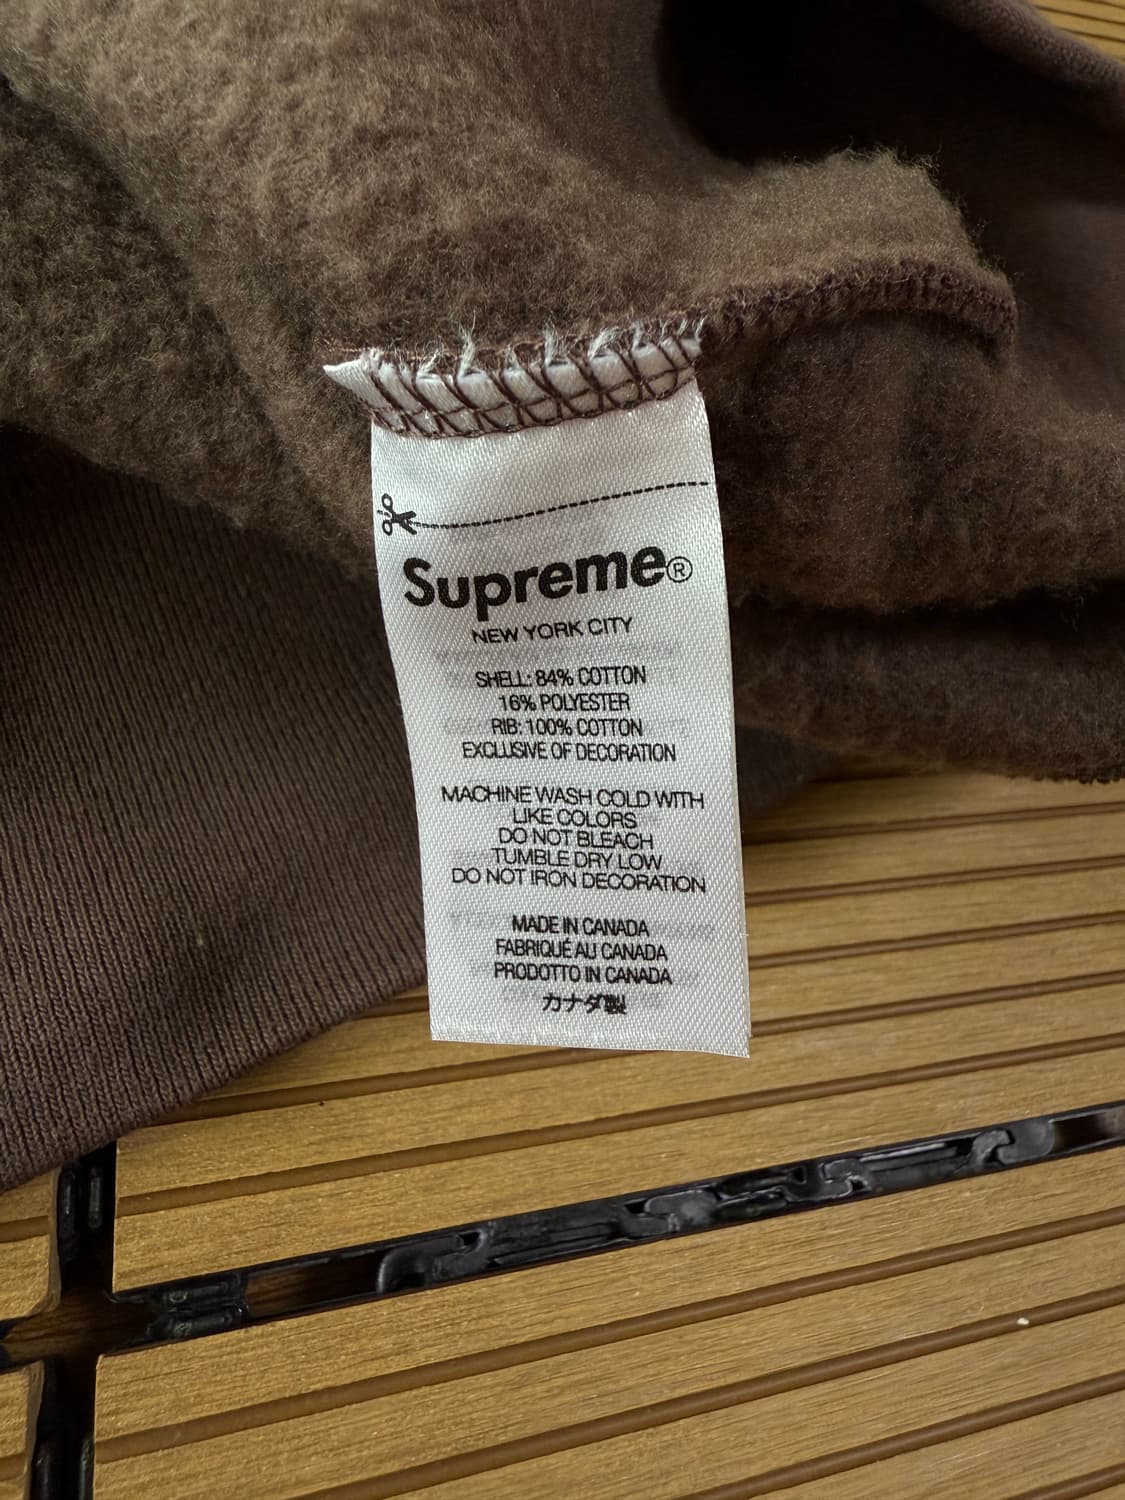 Supreme®
NEW YORK CITY
SHELL: 84% COTTON
16% POLYESTER
RIB: 100% COTTON
EXCLUSIVE OF DECORATION
MACHINE WASH COLD WITH
LIKE COLORS
DO NOT BLEACH
TUMBLE DRY LOW
DO NOT IRON DECORATION
MADE IN CANADA
FABRIQUÉ AU CANADA
PRODOTTO IN CANADA
カナダ製